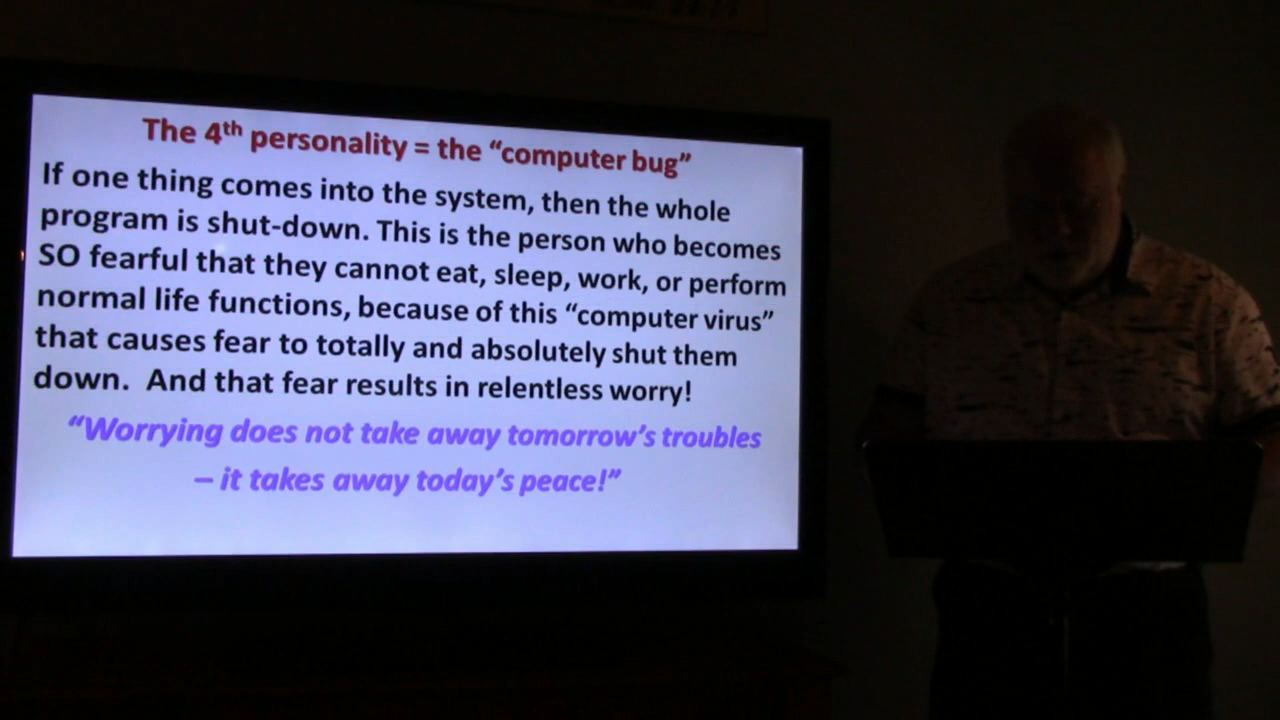 The 4th personality = the “computer bug”
If one thing comes into the system, then the whole
program is shut-down. This is the person who becomes
SO fearful that they cannot eat, sleep, work, or perform
normal life functions, because of this “computer virus”
that causes fear to totally and absolutely shut them
down.  And that fear results in relentless worry!
“Worrying does not take away tomorrow’s troubles
– it takes away today’s peace!”